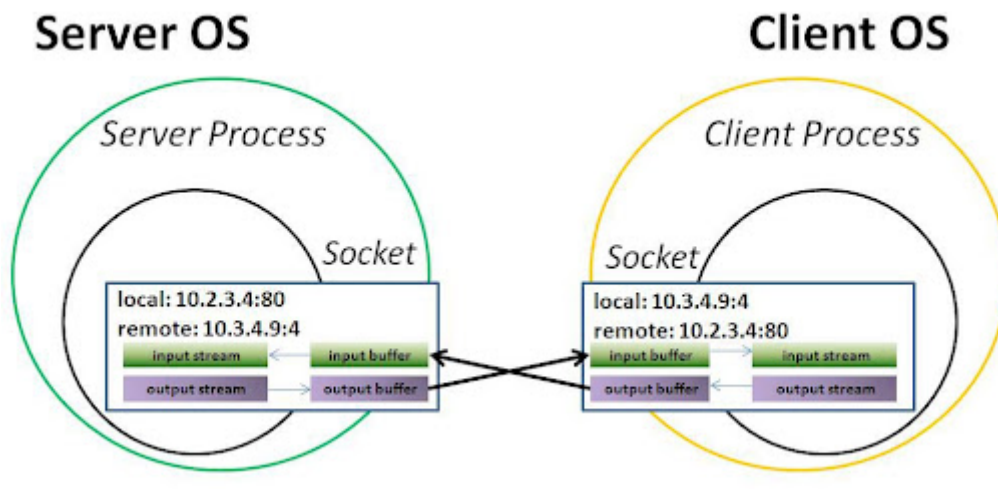 Server OS
Client OS
Server Process
Client Process
Socket
Socket
local: 10.2.3.4:80
remote: 10.3.4.9:4
input stream
input buffer
output stream
output buffer
local: 10.3.4.9:4
remote: 10.2.3.4:80
input buffer
input stream
output buffer
output stream